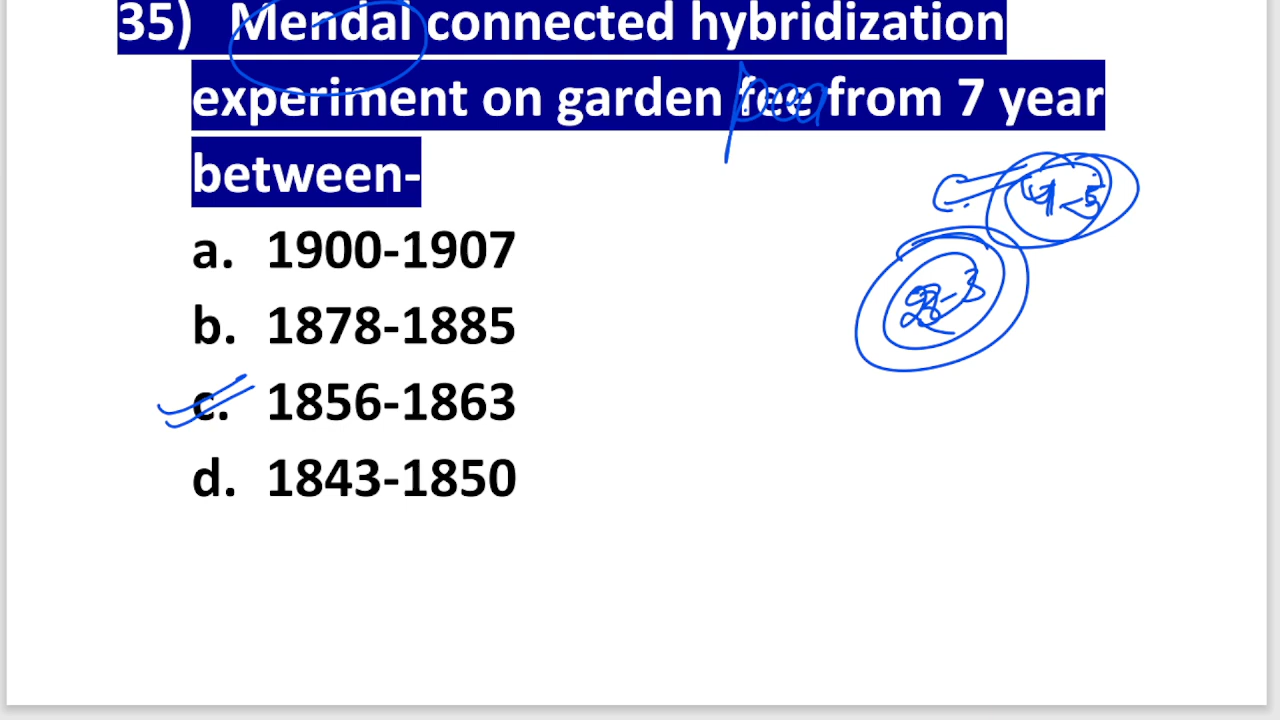 35) Mendal connected hybridization
experiment on garden fee from 7 year
pea
between-
a. 1900-1907
b. 1878-1885
c. 1856-1863
d. 1843-1850